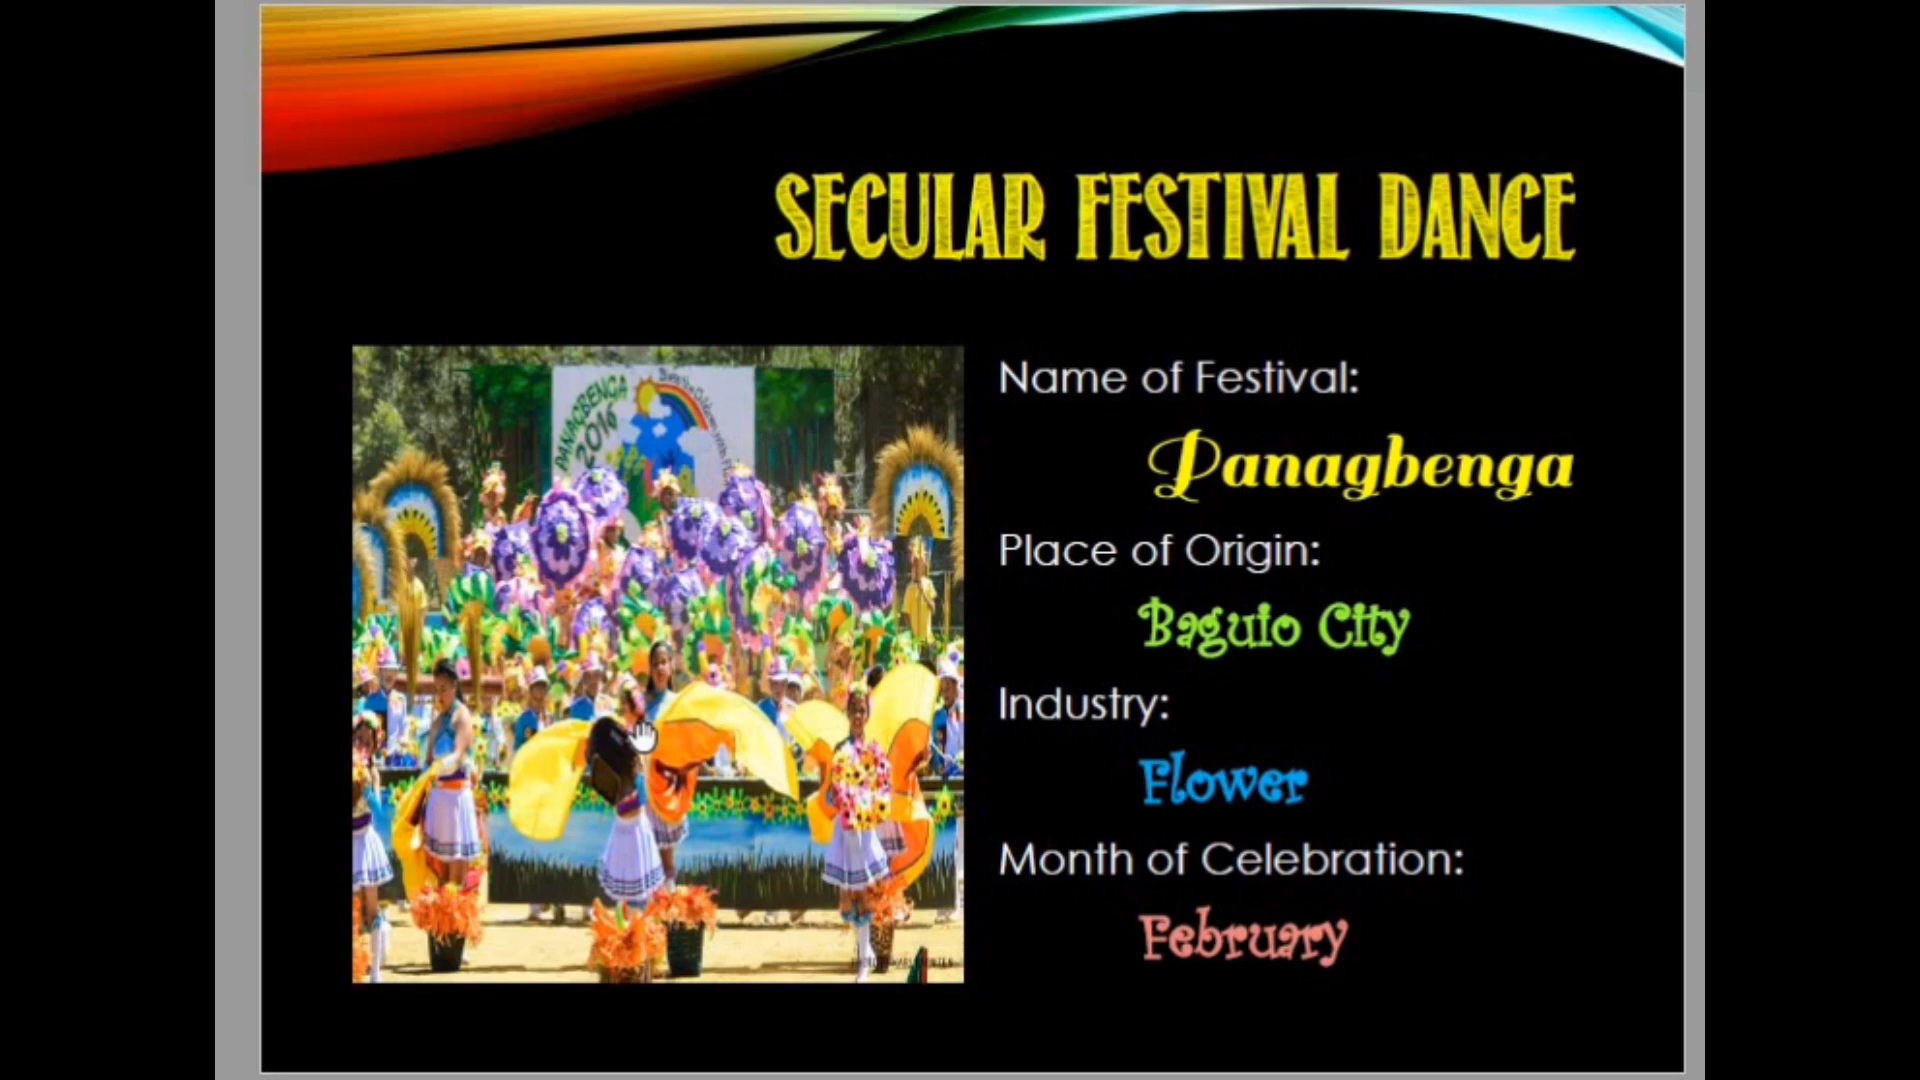 SECULAR FESTIVAL DANCE
PANAGBENGA
2016
Name of Festival:
Panagbenga
Place of Origin:
Baguio City
Industry:
Flower
Month of Celebration:
February